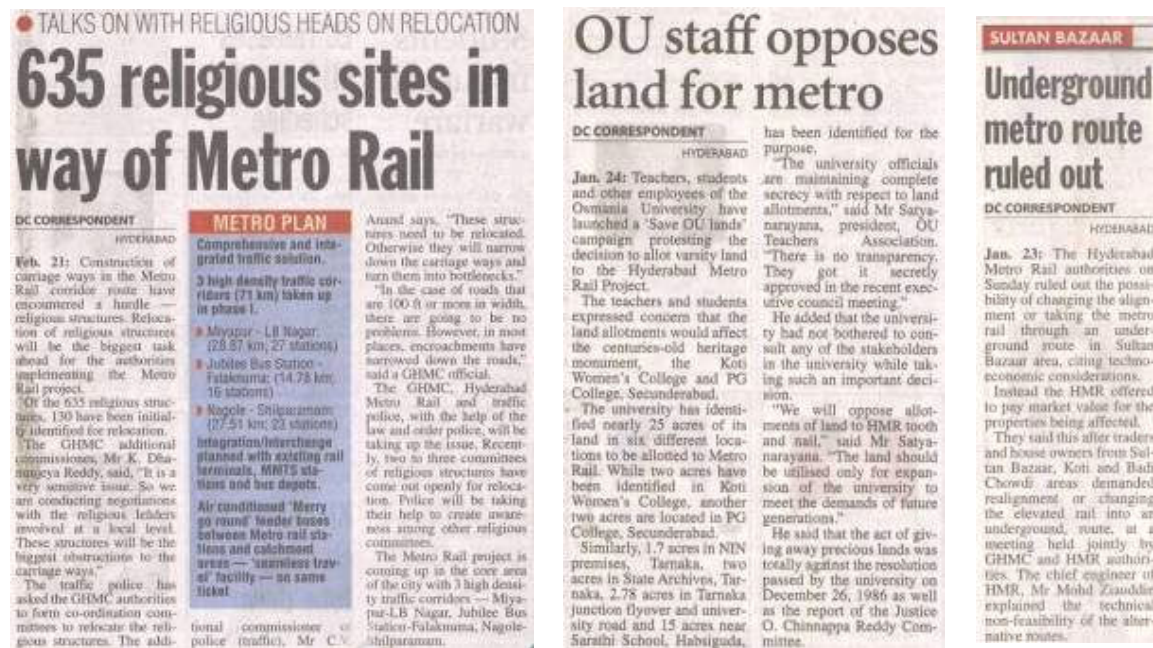 TALKS ON WITH RELIGIOUS HEADS ON RELOCATION
635 religious sites in
way of Metro Rail
DC CORRESPONDENT
HYDERABAD
Feb. 21: Construction of
carriage ways in the Metro
Rail corridor route have
encountered a hurdle —
religious structures. Reloca-
tion of religious structures
will be the biggest task
ahead for the authorities
implementing the Metro
Rail project.
Of the 635 religious struc-
tures, 130 have been initial-
ly identified for relocation.
The GHMC additional
commissioner, Mr K. Dha-
nunjeya Reddy, said, "It is a
very sensitive issue. So we
are conducting negotiations
with the religious leaders
involved at a local level.
These structures will be the
biggest obstructions to the
carriage ways."
The traffic police has
asked the GHMC authorities
to form co-ordination com-
mittees to relocate the reli-
gious structures. The addi-
METRO PLAN
Comprehensive and inte-
grated traffic solution.
3 high density traffic cor-
ridors (71 km) taken up
in phase I.
Miyapur - LB Nagar:
(28.87 km; 27 stations)
Jubilee Bus Station -
Falaknuma: (14.78 km;
16 stations)
Nagole - Shilparamam:
(27.51 km; 23 stations)
Integration/interchange
planned with existing rail
terminals, MMTS sta-
tions and bus depots.
Air conditioned 'Merry
go round' feeder buses
between Metro rail sta-
tions and catchment
areas — 'seamless trav-
el' facility — on same
ticket
tional commissioner of
police (traffic), Mr C.V.
Anand says, "These struc-
tures need to be relocated.
Otherwise they will narrow
down the carriage ways and
turn them into bottlenecks."
"In the case of roads that
are 100 ft or more in width,
there are going to be no
problems. However, in most
places, encroachments have
narrowed down the roads,"
said a GHMC official.
The GHMC, Hyderabad
Metro Rail and traffic
police, with the help of the
law and order police, will be
taking up the issue. Recent-
ly, two to three committees
of religious structures have
come out openly for reloca-
tion. Police will be taking
their help to create aware-
ness among other religious
committees.
The Metro Rail project is
coming up in the core area
of the city with 3 high densi-
ty traffic corridors — Miya-
pur-LB Nagar, Jubilee Bus
Station-Falaknuma, Nagole-
Shilparamam.
OU staff opposes
land for metro
DC CORRESPONDENT
HYDERABAD
Jan. 24: Teachers, students
and other employees of the
Osmania University have
launched a 'Save OU lands'
campaign protesting the
decision to allot varsity land
to the Hyderabad Metro
Rail Project.
The teachers and students
expressed concern that the
land allotments would affect
the centuries-old heritage
monument, the Koti
Women's College and PG
College, Secunderabad.
The university has identi-
fied nearly 25 acres of its
land in six different loca-
tions to be allotted to Metro
Rail. While two acres have
been identified in Koti
Women's College, another
two acres are located in PG
College, Secunderabad.
Similarly, 1.7 acres in NIN
premises, Tarnaka, two
acres in State Archives, Tar-
naka, 2.78 acres in Tarnaka
junction flyover and univer-
sity road and 15 acres near
Sarathi School, Habsiguda,
has been identified for the
purpose.
"The university officials
are maintaining complete
secrecy with respect to land
allotments," said Mr Satya-
narayana, president, OU
Teachers Association.
"There is no transparency.
They got it secretly
approved in the recent exec-
utive council meeting."
He added that the universi-
ty had not bothered to con-
sult any of the stakeholders
in the university while tak-
ing such an important deci-
sion.
"We will oppose allot-
ments of land to HMR tooth
and nail," said Mr Satya-
narayana. "The land should
be utilised only for expan-
sion of the university to
meet the demands of future
generations."
He said that the act of giv-
ing away precious lands was
totally against the resolution
passed by the university on
December 26, 1986 as well
as the report of the Justice
O. Chinnappa Reddy Com-
mittee.
SULTAN BAZAAR
Underground
metro route
ruled out
DC CORRESPONDENT
HYDERABAD
Jan. 23: The Hyderabad
Metro Rail authorities on
Sunday ruled out the possi-
bility of changing the align-
ment or taking the metro
rail through an under-
ground route in Sultan
Bazaar area, citing techno-
economic considerations.
Instead the HMR offered
to pay market value for the
properties being affected.
They said this after traders
and house owners from Sul-
tan Bazaar, Koti and Badi
Chowdi areas demanded
realignment or changing
the elevated rail into an
underground, route, at a
meeting held jointly by
GHMC and HMR authori-
ties. The chief engineer of
HMR, Mr Mohd Ziauddin
explained the technical
non-feasibility of the alter-
native routes.